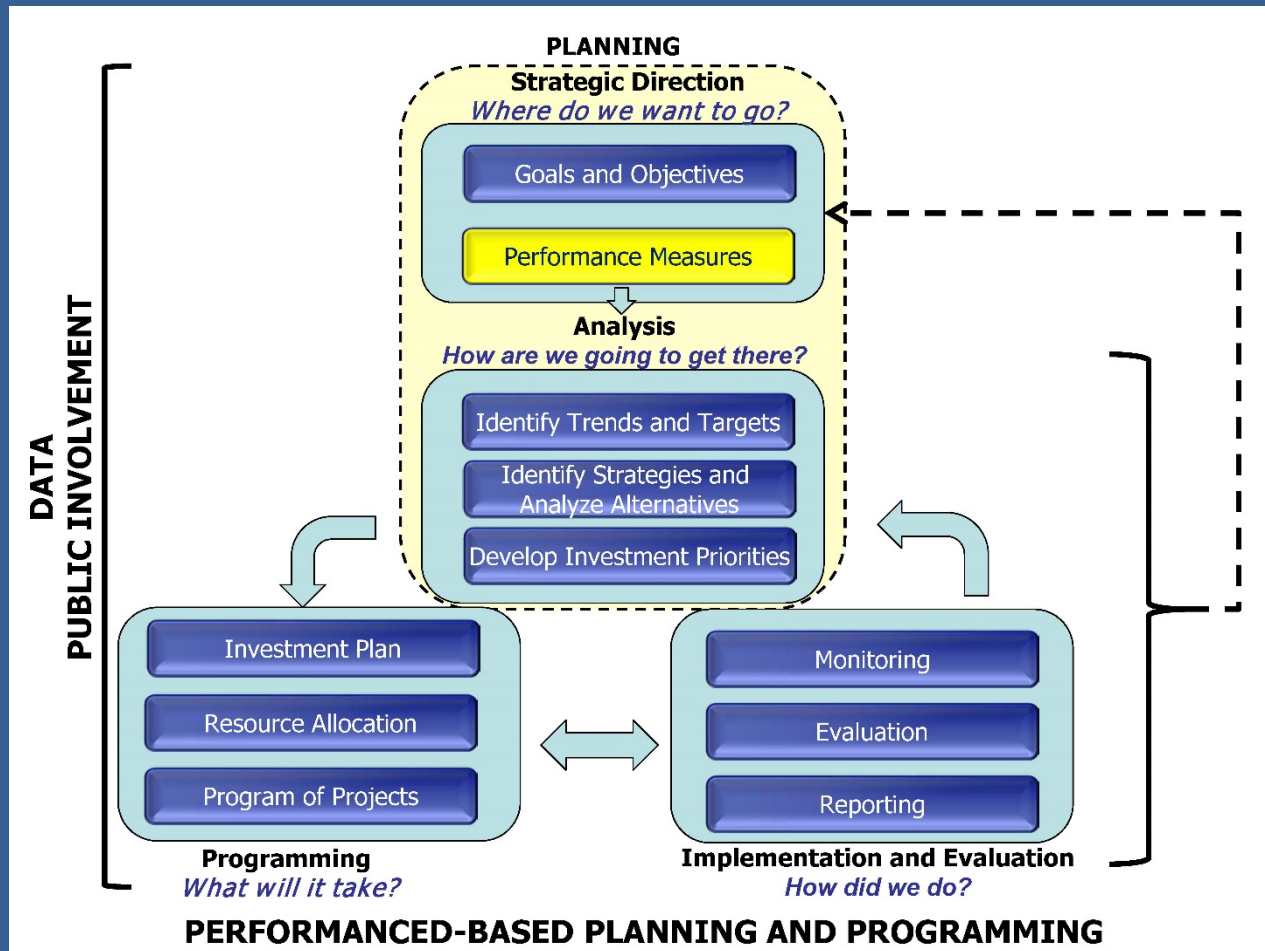 PLANNING
Strategic Direction
Where do we want to go?
Goals and Objectives
Performance Measures
Analysis
How are we going to get there?
Identify Trends and Targets
Identify Strategies and
Analyze Alternatives
Develop Investment Priorities
DATA
PUBLIC INVOLVEMENT
Investment Plan
Resource Allocation
Program of Projects
Programming
What will it take?
Monitoring
Evaluation
Reporting
Implementation and Evaluation
How did we do?
PERFORMANCED-BASED PLANNING AND PROGRAMMING